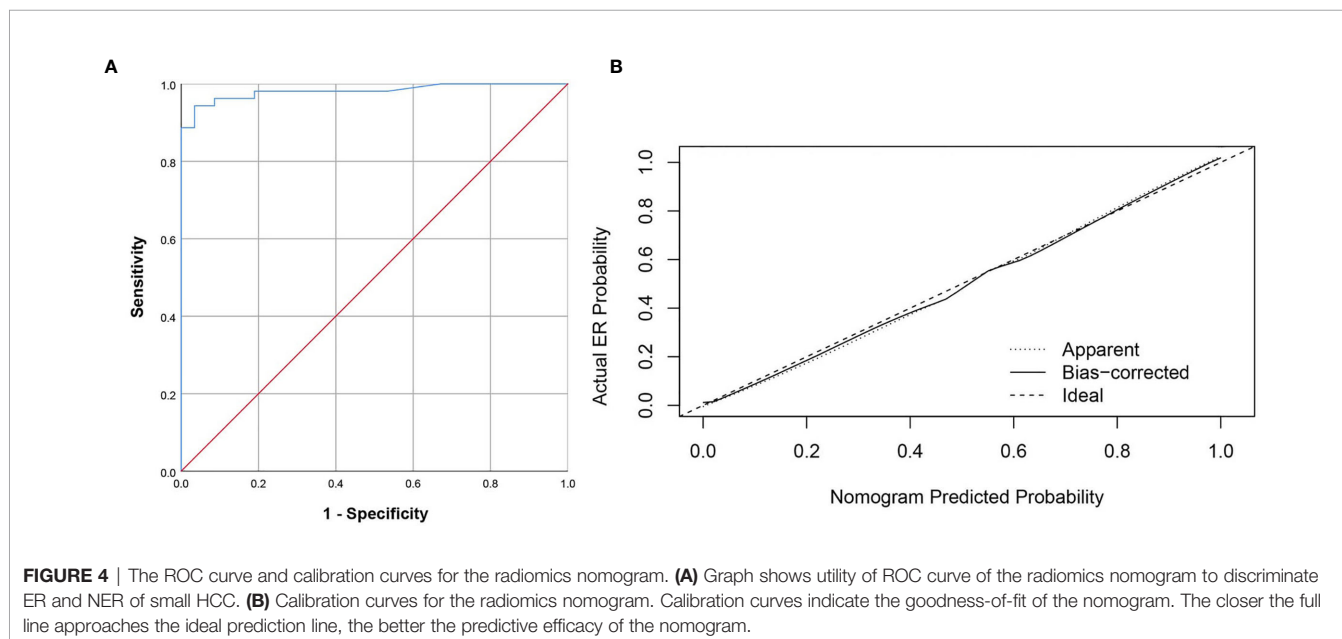 A
1.0
0.8
0.6
0.4
0.2
0.0
Sensitivity
0.0 0.2 0.4 0.6 0.8 1.0
1 - Specificity
B
1.0
0.8
0.6
0.4
0.2
0.0
Actual ER Probability
Apparent
Bias−corrected
Ideal
0.0 0.2 0.4 0.6 0.8 1.0
Nomogram Predicted Probability
FIGURE 4 | The ROC curve and calibration curves for the radiomics nomogram. (A) Graph shows utility of ROC curve of the radiomics nomogram to discriminate
ER and NER of small HCC. (B) Calibration curves for the radiomics nomogram. Calibration curves indicate the goodness-of-fit of the nomogram. The closer the full
line approaches the ideal prediction line, the better the predictive efficacy of the nomogram.